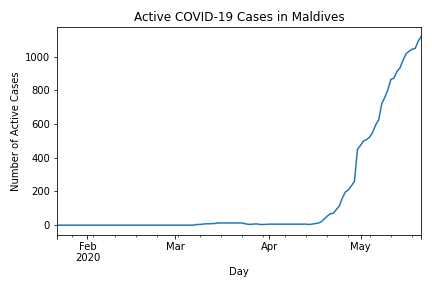 Active COVID-19 Cases in Maldives
Number of Active Cases
1000
800
600
400
200
0
Feb
2020
Mar
Apr
May
Day